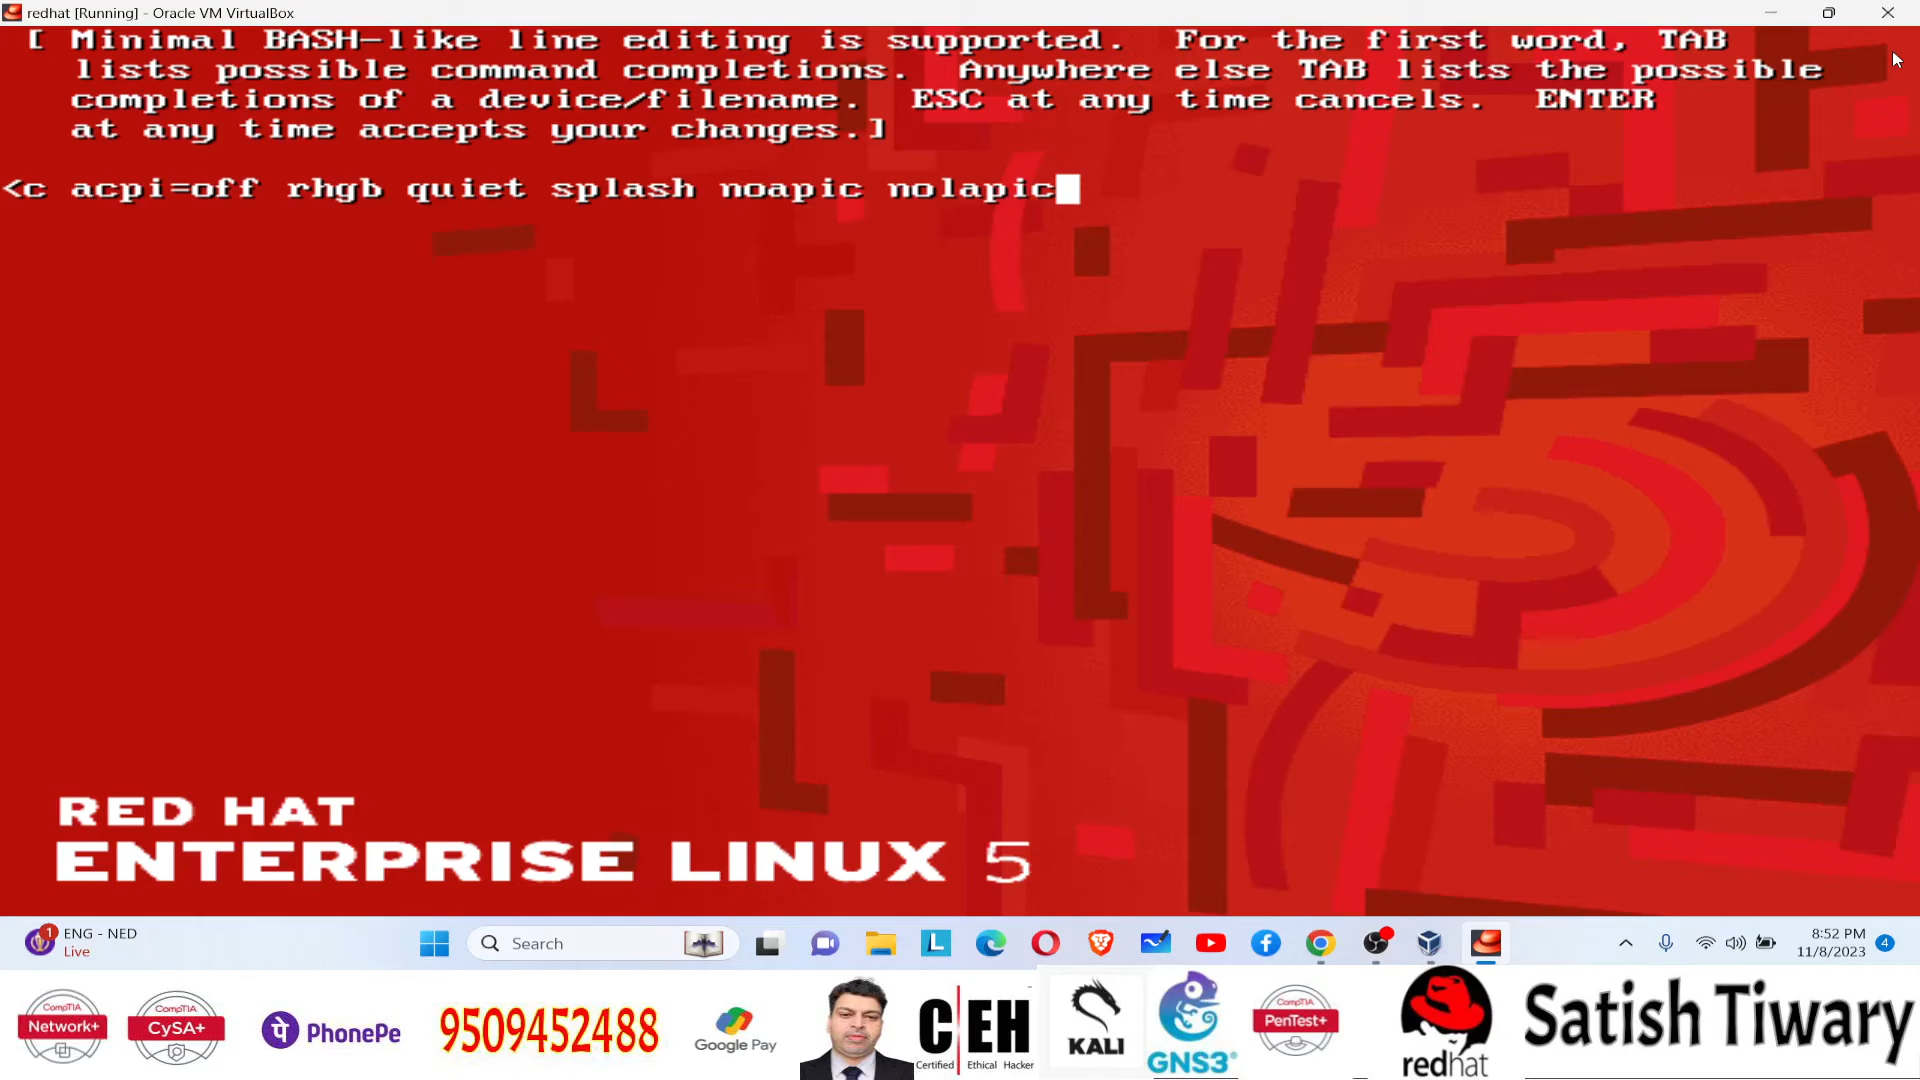 redhat [Running] - Oracle VM VirtualBox
[ Minimal BASH-like line editing is supported. For the first word, TAB
lists possible command completions. Anywhere else TAB lists the possible
completions of a device/filename. ESC at any time cancels. ENTER
at any time accepts your changes.]
<c acpi=off rhgb quiet splash noapic nolapic
RED HAT
ENTERPRISE LINUX 5
1
ENG - NED
Live
Search
L
8:52 PM
11/8/2023
4
CompTIA
Network+
CompTIA
CySA+
PhonePe
9509452488
Google Pay
CEH
Certified Ethical Hacker
KALI
GNS3
CompTIA
PenTest+
redhat
Satish Tiwary